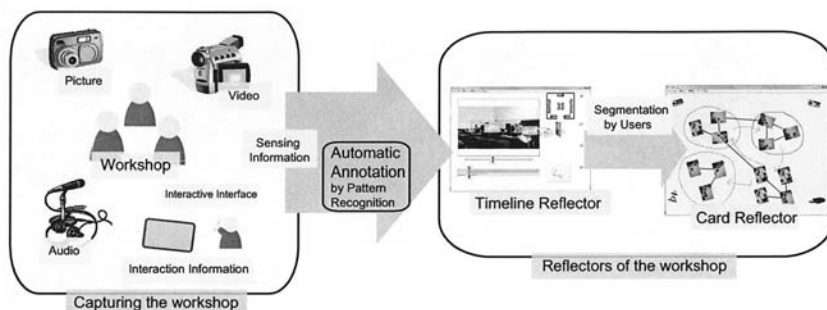 Picture
Video
Workshop
Sensing
Information
Audio
Interactive Interface
Interaction Information
Capturing the workshop
Automatic
Annotation
by Pattern
Recognition
Timeline Reflector
Segmentation
by Users
Card Reflector
Reflectors of the workshop